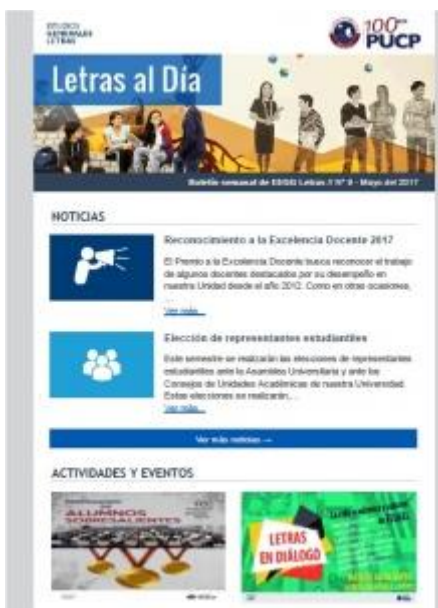 ESTUDIOS
GENERALES
LETRAS
100 años
PUCP
Letras al Día
Boletín semanal de EEGG Letras // N° 8 - Mayo del 2017
NOTICIAS
Reconocimiento a la Excelencia Docente 2017
El Premio a la Excelencia Docente busca reconocer el trabajo
de algunos docentes destacados por su desempeño en
nuestra Unidad desde el año 2012. Como en otras ocasiones,
...
Ver más...
Elección de representantes estudiantiles
Este semestre se realizarán las elecciones de representantes
estudiantiles ante la Asamblea Universitaria y ante los
Consejos de Unidades Académicas de nuestra Universidad.
Estas elecciones se realizarán,...
Ver más...
Ver más noticias →
ACTIVIDADES Y EVENTOS
ALUMNOS
SOBRESALIENTES
LETRAS
EN DIÁLOGO